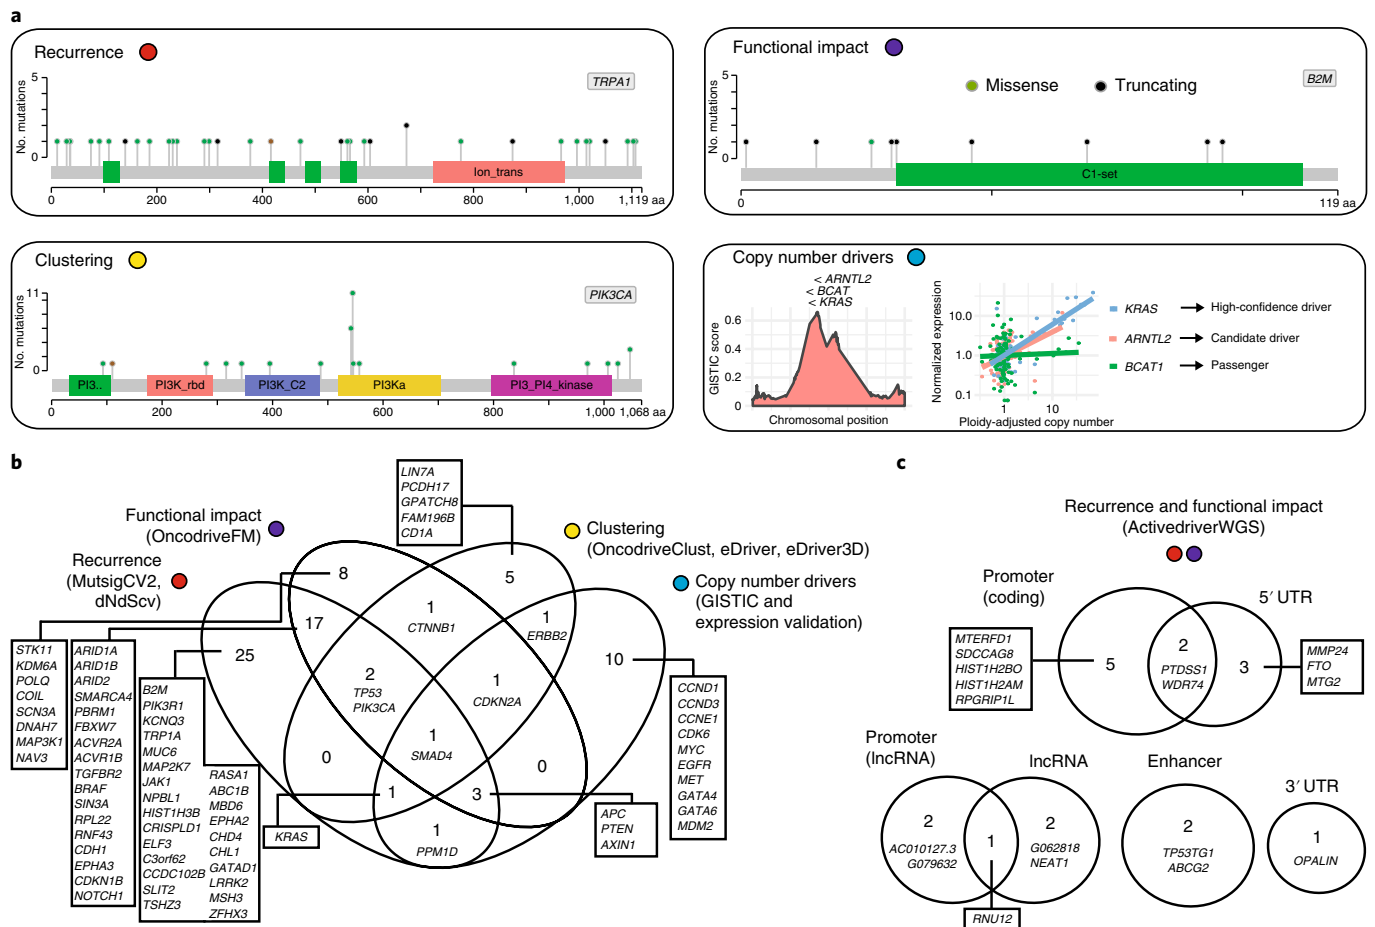 a
Recurrence
TRPA1
No. mutations
5
0
Ion_trans
0 200 400 600 800 1,000 1,119 aa
Functional impact
Missense
Truncating
B2M
No. mutations
5
0
C1-set
0 119 aa
Clustering
PIK3CA
No. mutations
11
0
PI3..
PI3K_rbd
PI3K_C2
PI3Ka
PI3_PI4_kinase
0 200 400 600 800 1,000 1,068 aa
Copy number drivers
< ARNTL2
< BCAT
< KRAS
GISTIC score
0.6
0.4
0.2
0
Chromosomal position
Normalized expression
10.0
1.0
0.1
1 10
Ploidy-adjusted copy number
KRAS
High-confidence driver
ARNTL2
Candidate driver
BCAT1
Passenger
b
LIN7A
PCDH17
GPATCH8
FAM196B
CD1A
Functional impact
(OncodriveFM)
Clustering
(OncodriveClust, eDriver, eDriver3D)
Recurrence
(MutsigCV2,
dNdScv)
Copy number drivers
(GISTIC and
expression validation)
8
5
17
1
CTNNB1
1
ERBB2
25
10
2
TP53
PIK3CA
1
CDKN2A
1
SMAD4
0
0
1
3
1
PPM1D
STK11
KDM6A
POLQ
COIL
SCN3A
DNAH7
MAP3K1
NAV3
ARID1A
ARID1B
ARID2
SMARCA4
PBRM1
FBXW7
ACVR2A
ACVR1B
TGFBR2
BRAF
SIN3A
RPL22
RNF43
CDH1
EPHA3
CDKN1B
NOTCH1
B2M
PIK3R1
KCNQ3
TRP1A
MUC6
MAP2K7
JAK1
NPBL1
HIST1H3B
CRISPLD1
ELF3
C3orf62
CCDC102B
SLIT2
TSHZ3
RASA1
ABC1B
MBD6
EPHA2
CHD4
CHL1
GATAD1
LRRK2
MSH3
ZFHX3
KRAS
APC
PTEN
AXIN1
CCND1
CCND3
CCNE1
CDK6
MYC
EGFR
MET
GATA4
GATA6
MDM2
c
Recurrence and functional impact
(ActivedriverWGS)
Promoter
(coding)
5′ UTR
MTERFD1
SDCCAG8
HIST1H2BO
HIST1H2AM
RPGRIP1L
5
2
PTDSS1
WDR74
3
MMP24
FTO
MTG2
Promoter
(lncRNA)
lncRNA
Enhancer
3′ UTR
2
AC010127.3
G079632
1
2
G062818
NEAT1
RNU12
2
TP53TG1
ABCG2
1
OPALIN